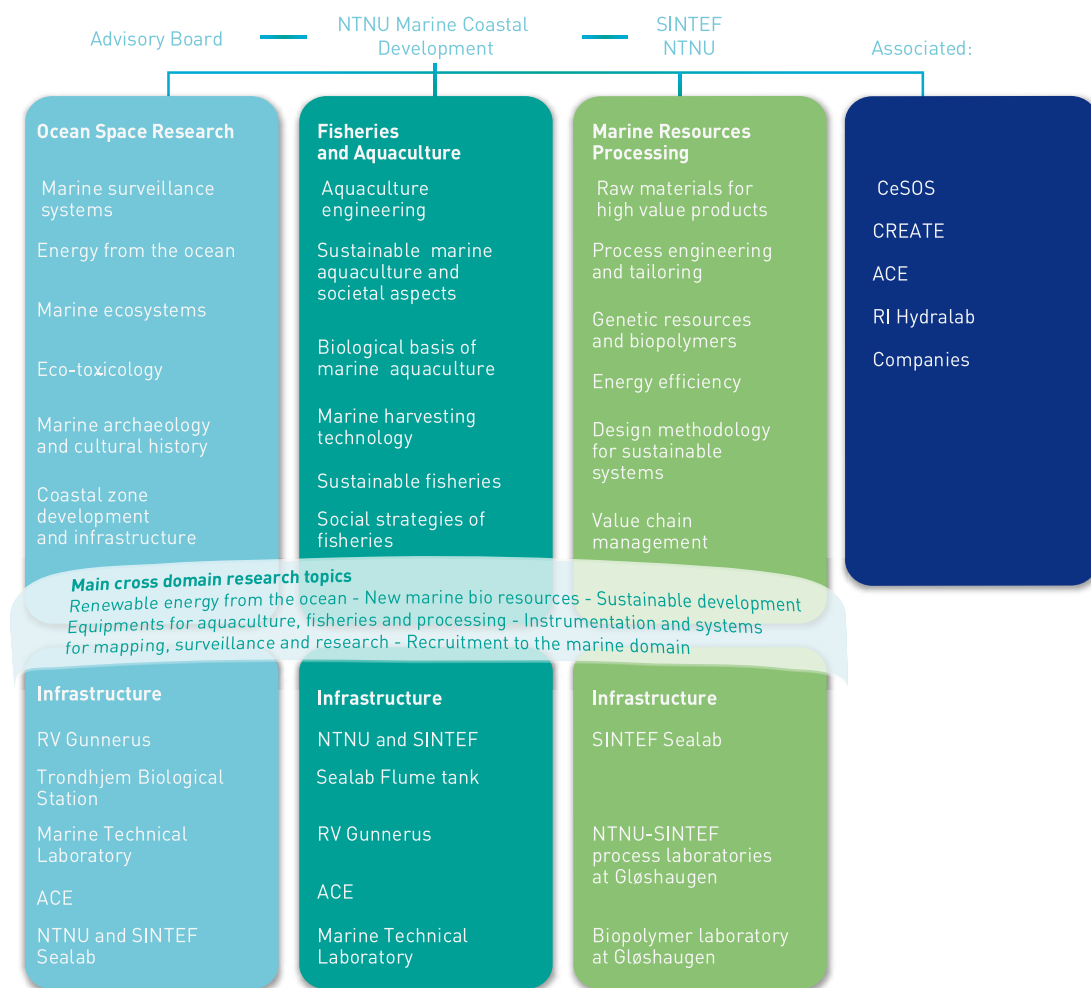 Advisory Board
NTNU Marine Coastal
Development
SINTEF
NTNU
Associated:
Ocean Space Research
Marine surveillance
systems
Energy from the ocean
Marine ecosystems
Eco-toxicology
Marine archaeology
and cultural history
Coastal zone
development
and infrastructure
Fisheries
and Aquaculture
Aquaculture
engineering
Sustainable marine
aquaculture and
societal aspects
Biological basis of
marine aquaculture
Marine harvesting
technology
Sustainable fisheries
Social strategies of
fisheries
Marine Resources
Processing
Raw materials for
high value products
Process engineering
and tailoring
Genetic resources
and biopolymers
Energy efficiency
Design methodology
for sustainable
systems
Value chain
management
CeSOS
CREATE
ACE
RI Hydralab
Companies
Main cross domain research topics
Renewable energy from the ocean - New marine bio resources - Sustainable development
Equipments for aquaculture, fisheries and processing - Instrumentation and systems
for mapping, surveillance and research - Recruitment to the marine domain
Infrastructure
RV Gunnerus
Trondhjem Biological
Station
Marine Technical
Laboratory
ACE
NTNU and SINTEF
Sealab
Infrastructure
NTNU and SINTEF
Sealab Flume tank
RV Gunnerus
ACE
Marine Technical
Laboratory
Infrastructure
SINTEF Sealab
NTNU-SINTEF
process laboratories
at Gløshaugen
Biopolymer laboratory
at Gløshaugen